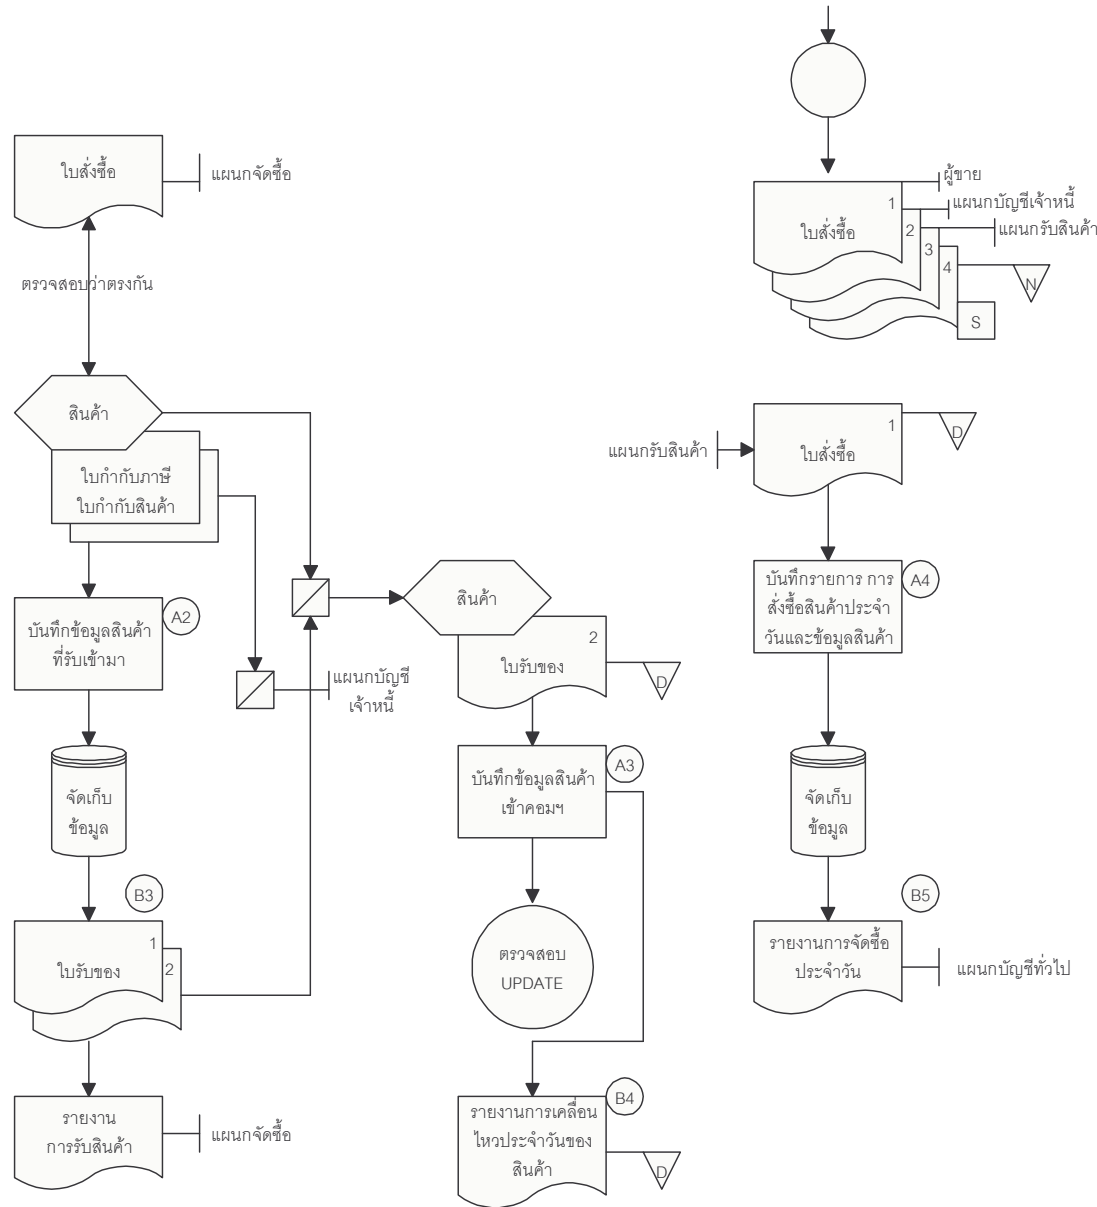 ใบสั่งซื้อ
แผนกจัดซื้อ
ตรวจสอบว่าตรงกัน
สินค้า
ใบกำกับภาษี
ใบกำกับสินค้า
A2
บันทึกข้อมูลสินค้า
ที่รับเข้ามา
แผนกบัญชี
เจ้าหนี้
จัดเก็บ
ข้อมูล
B3
1
2
ใบรับของ
รายงาน
การรับสินค้า
แผนกจัดซื้อ
สินค้า
2
ใบรับของ
D
A3
บันทึกข้อมูลสินค้า
เข้าคอมฯ
ตรวจสอบ
UPDATE
B4
รายงานการเคลื่อน
ไหวประจำวันของ
สินค้า
D
ผู้ขาย
1
แผนกบัญชีเจ้าหนี้
2
แผนกรับสินค้า
ใบสั่งซื้อ
3
4
N
S
1
D
แผนกรับสินค้า
ใบสั่งซื้อ
A4
บันทึกรายการ การ
สั่งซื้อสินค้าประจำ
วันและข้อมูลสินค้า
จัดเก็บ
ข้อมูล
B5
รายงานการจัดซื้อ
ประจำวัน
แผนกบัญชีทั่วไป